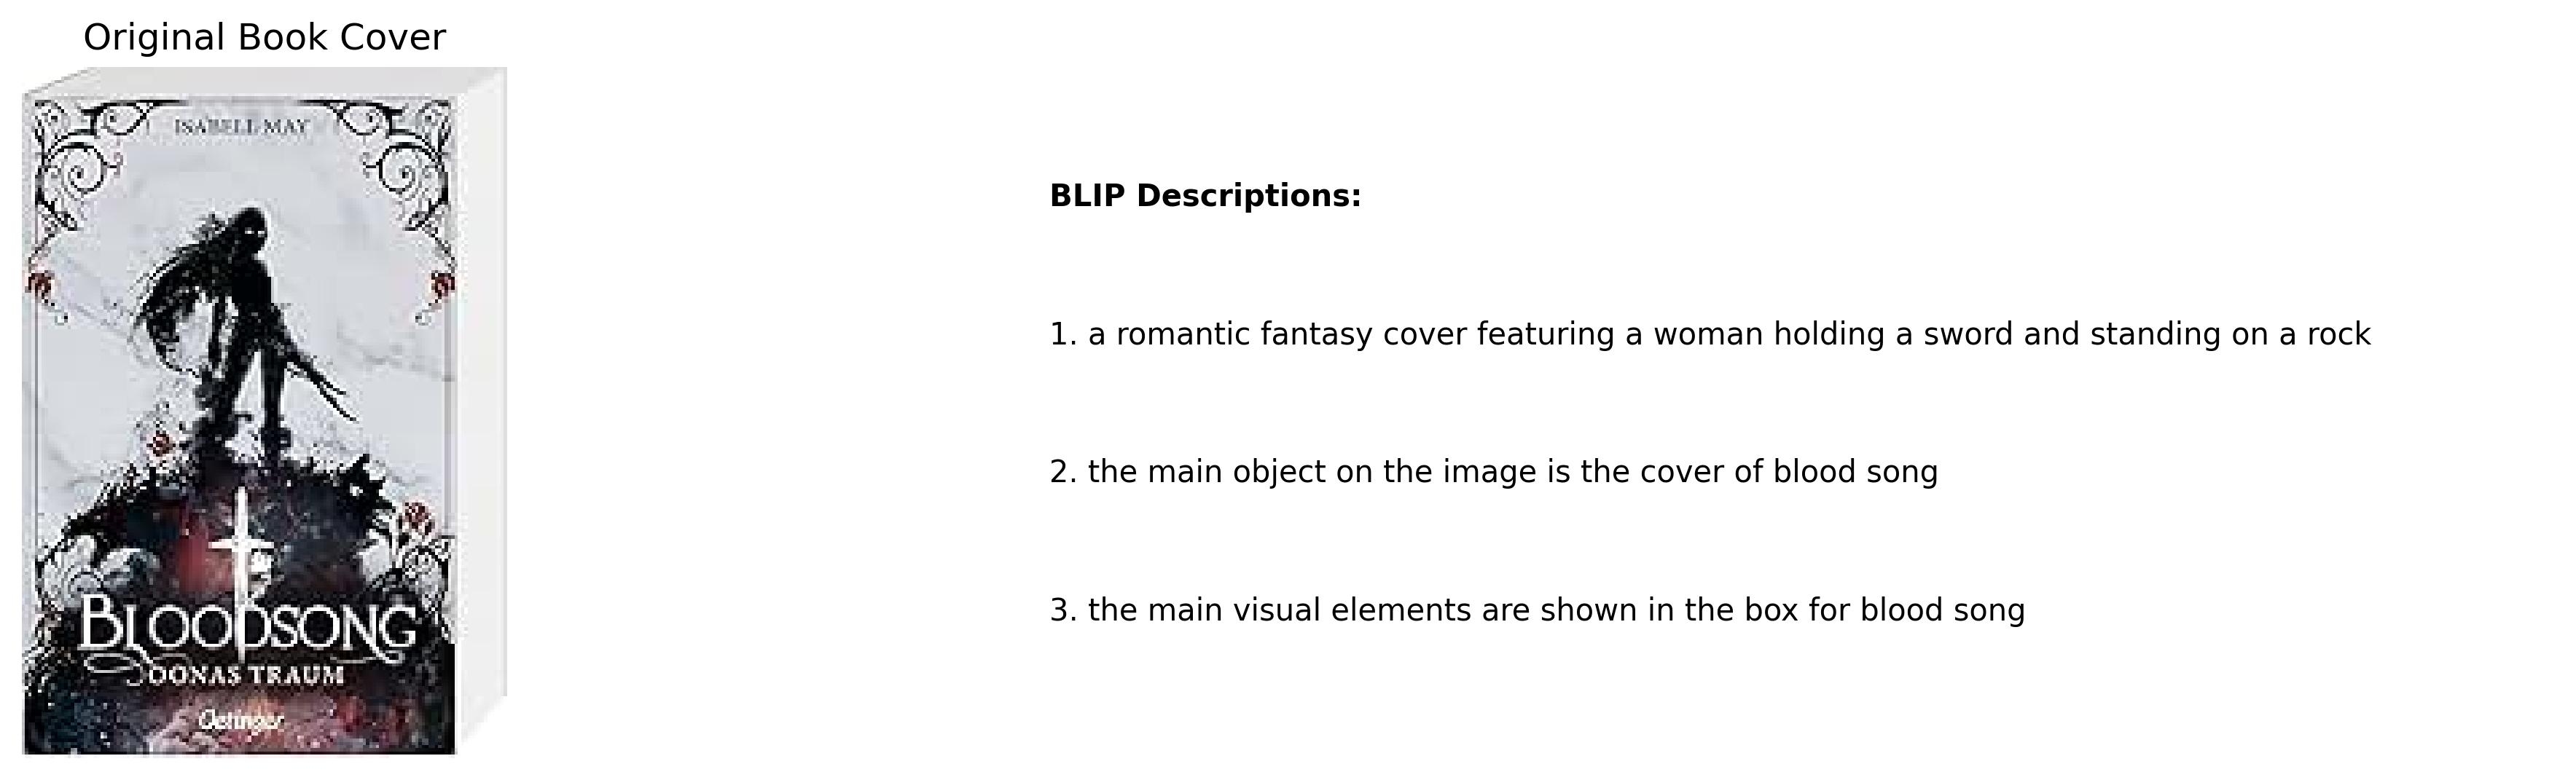 Original Book Cover
ISABELL MAY
BLOODSONG
DONAS TRAUM
Oetinger
BLIP Descriptions:
1. a romantic fantasy cover featuring a woman holding a sword and standing on a rock
2. the main object on the image is the cover of blood song
3. the main visual elements are shown in the box for blood song